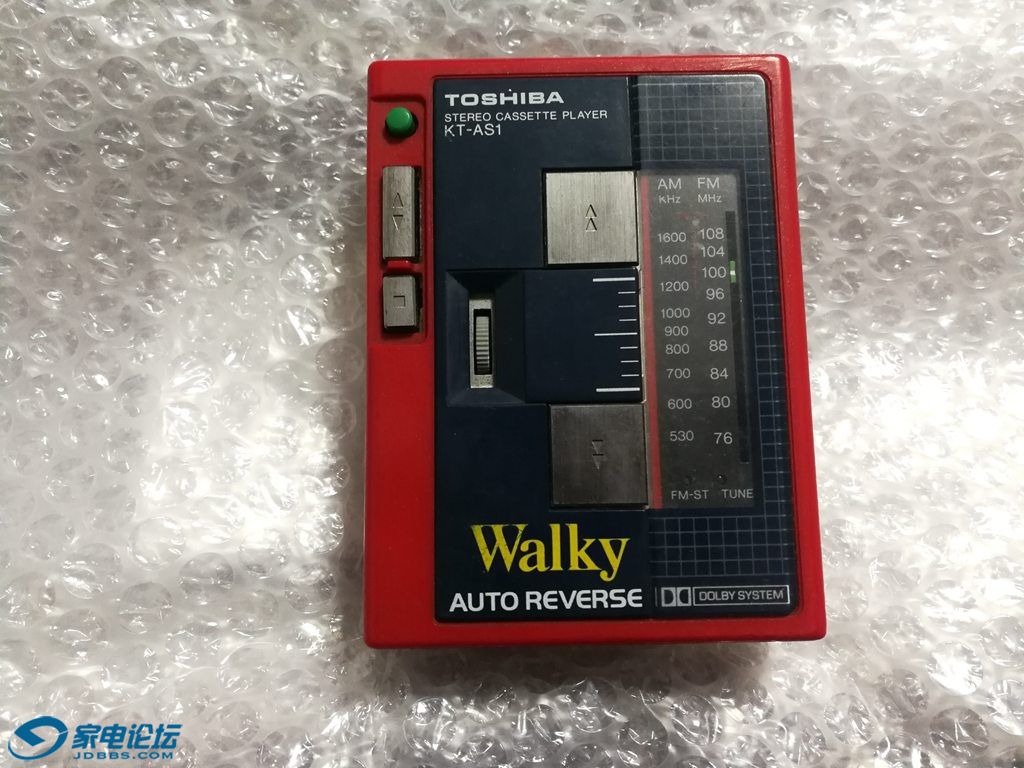 TOSHIBA
STEREO CASSETTE PLAYER
KT-AS1
AM FM
KHz MHz
1600 108
1400 104
100
1200 96
1000 92
900
800 88
700 84
600 80
530 76
FM-ST TUNE
Walky
AUTO REVERSE
DOLBY SYSTEM
家电论坛
JDBBS.COM